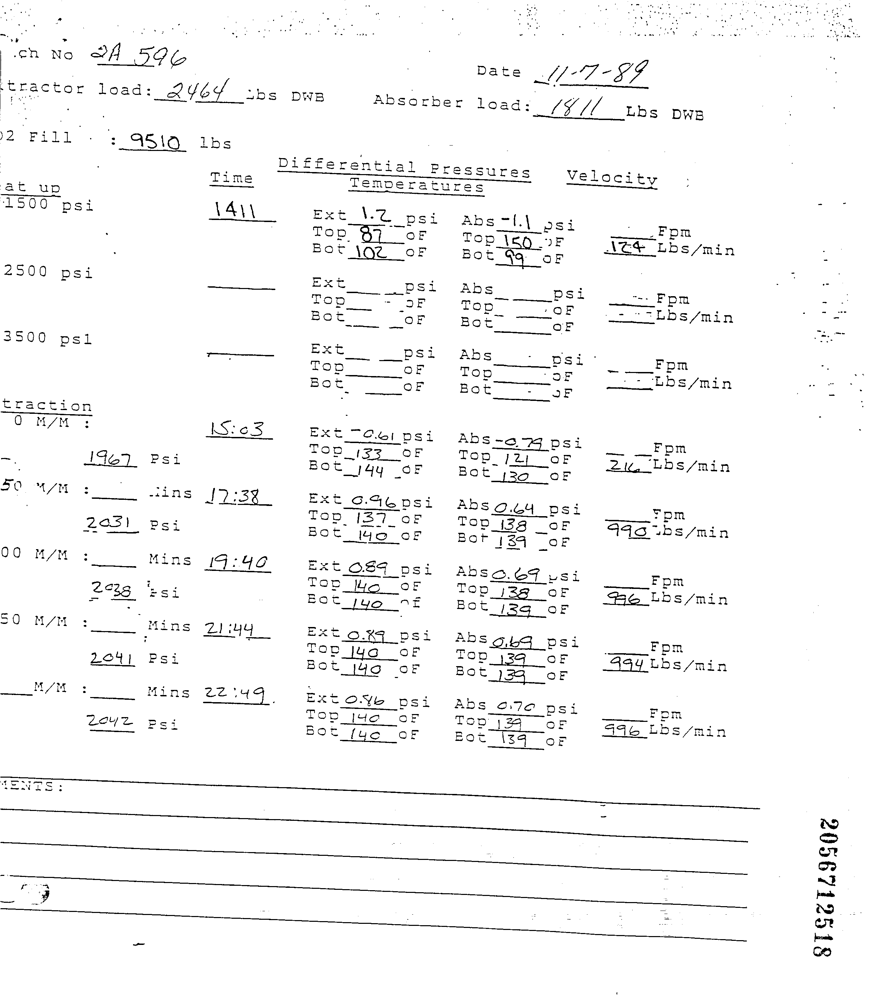 .ch No 2A 596
Date 11-7-89
tractor load: 2464 Lbs DWB Absorber load: 1811 Lbs DWB
O2 Fill : 9510 lbs
Differential Pressures Velocity
Time Temperatures
at up
1500 psi 1411 Ext 1.2 psi Abs -1.1 psi Fpm
Top 87 oF Top 150 oF .124 Lbs/min
Bot 102 oF Bot 99 oF
2500 psi Ext psi Abs psi Fpm
Top oF Top oF Lbs/min
Bot oF Bot oF
3500 psi Ext psi Abs psi Fpm
Top oF Top oF Lbs/min
Bot oF Bot oF
traction
0 M/M : 15:03 Ext -0.61 psi Abs -0.79 psi Fpm
1967 Psi Top 133 oF Top 121 oF Lbs/min
Bot 144 oF Bot 130 oF
50 M/M : Mins 17:38 Ext 0.96 psi Abs 0.64 psi Fpm
2031 Psi Top 137 oF Top 138 oF 990 Lbs/min
Bot 140 oF Bot 139 oF
00 M/M : Mins 19:40 Ext 0.89 psi Abs 0.69 psi Fpm
2038 Psi Top 140 oF Top 138 oF 996 Lbs/min
Bot 140 oF Bot 139 oF
50 M/M : Mins 21:44 Ext 0.89 psi Abs 0.69 psi Fpm
2041 Psi Top 140 oF Top 139 oF 994 Lbs/min
Bot 140 oF Bot 139 oF
M/M : Mins 22:49 Ext 0.86 psi Abs 0.70 psi Fpm
2042 Psi Top 140 oF Top 139 oF 996 Lbs/min
Bot 140 oF Bot 139 oF
MENTS:
2056712518